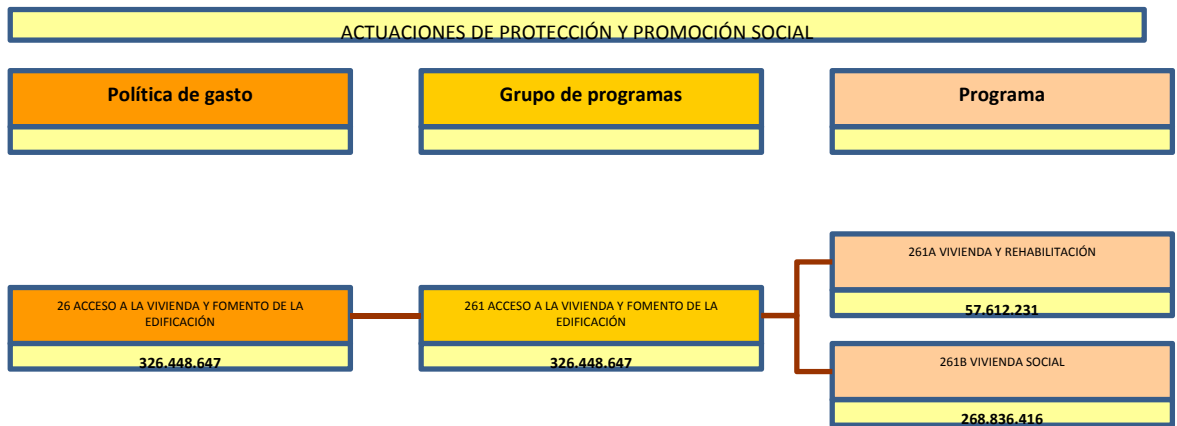 ACTUACIONES DE PROTECCIÓN Y PROMOCIÓN SOCIAL
Política de gasto
Grupo de programas
Programa
261A VIVIENDA Y REHABILITACIÓN
57.612.231
26 ACCESO A LA VIVIENDA Y FOMENTO DE LA
EDIFICACIÓN
326.448.647
261 ACCESO A LA VIVIENDA Y FOMENTO DE LA
EDIFICACIÓN
326.448.647
261B VIVIENDA SOCIAL
268.836.416